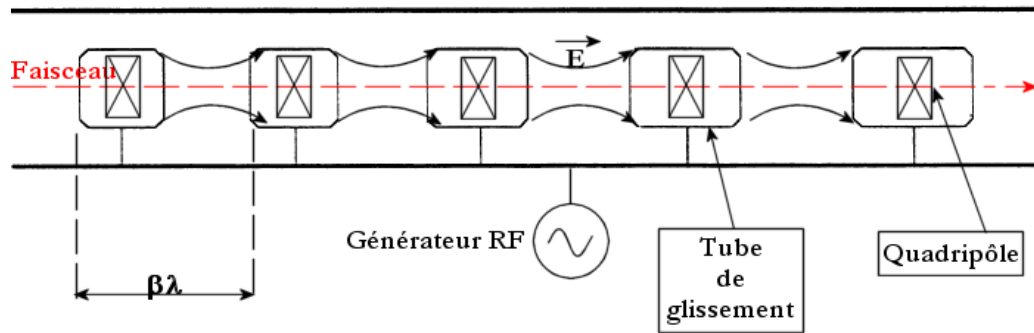 E
Faisceau
Générateur RF
βλ
Tube
de
glissement
Quadripôle